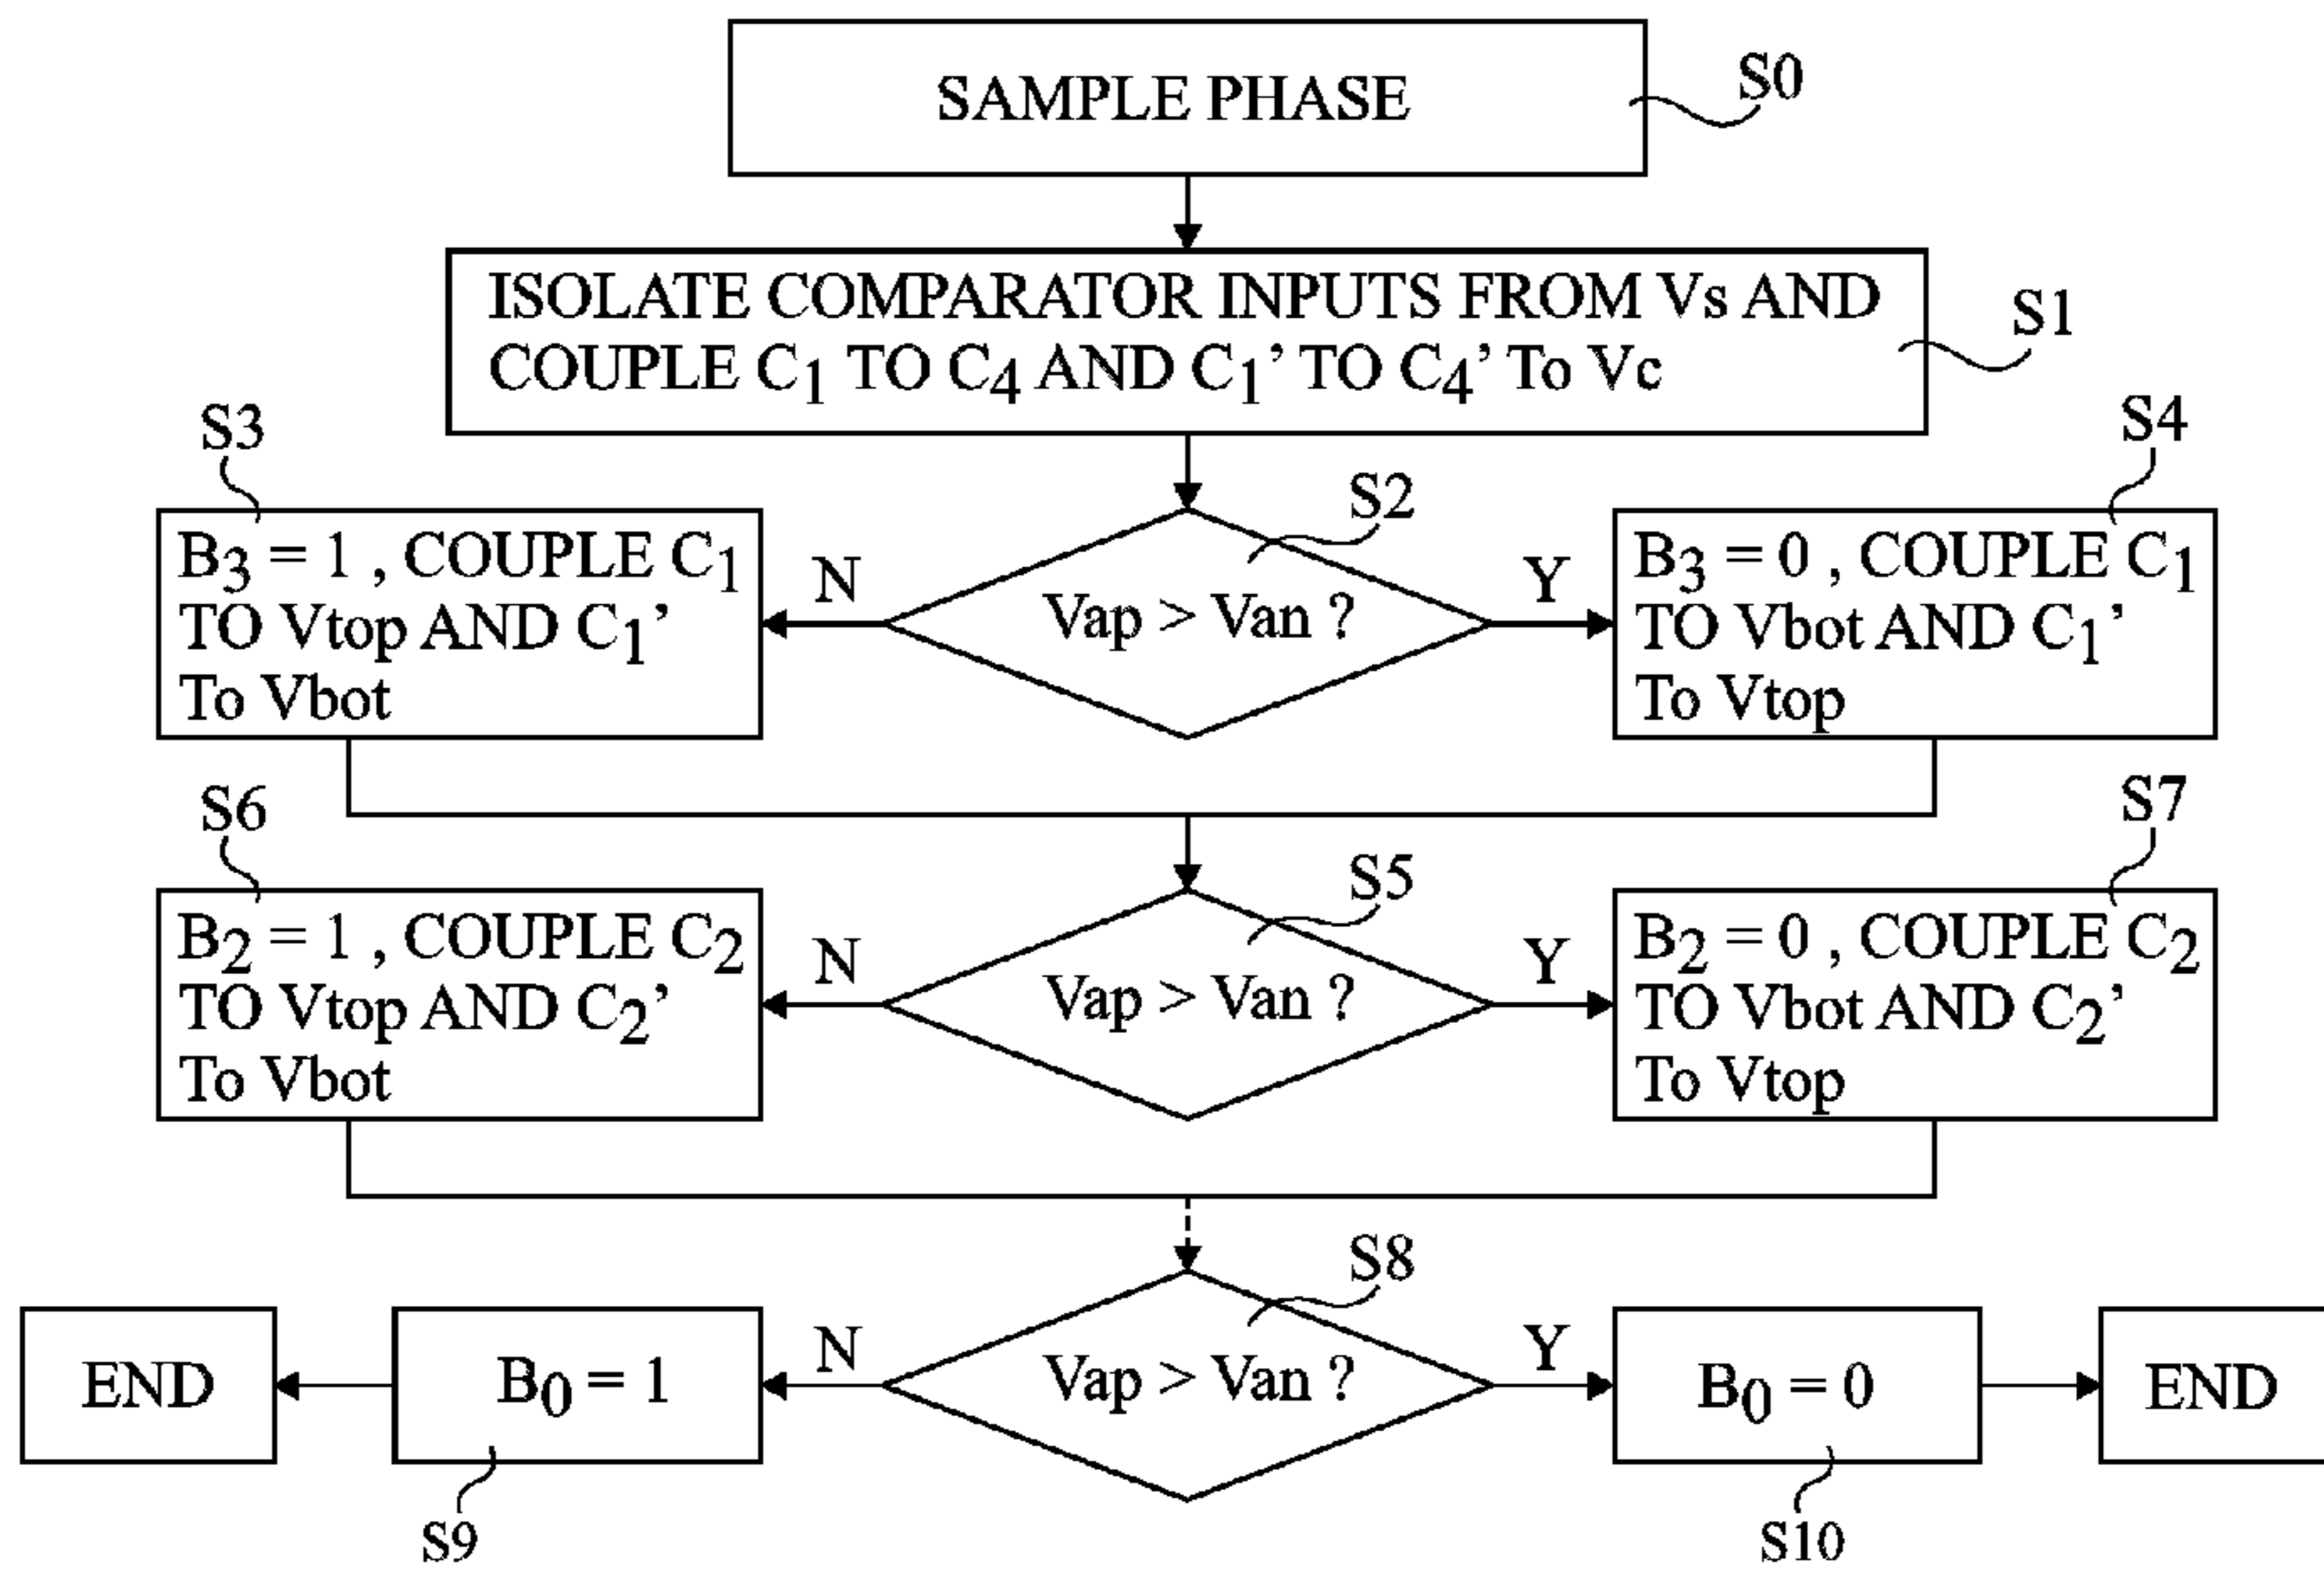 SAMPLE PHASE
S0
ISOLATE COMPARATOR INPUTS FROM Vs AND
COUPLE C1 TO C4 AND C1' TO C4' To Vc
S1
S3
B3 = 1 , COUPLE C1
TO Vtop AND C1'
To Vbot
N
S2
Vap > Van ?
Y
S4
B3 = 0 , COUPLE C1
TO Vbot AND C1'
To Vtop
S6
B2 = 1 , COUPLE C2
TO Vtop AND C2'
To Vbot
N
S5
Vap > Van ?
Y
S7
B2 = 0 , COUPLE C2
TO Vbot AND C2'
To Vtop
END
B0 = 1
S9
N
S8
Vap > Van ?
Y
B0 = 0
S10
END